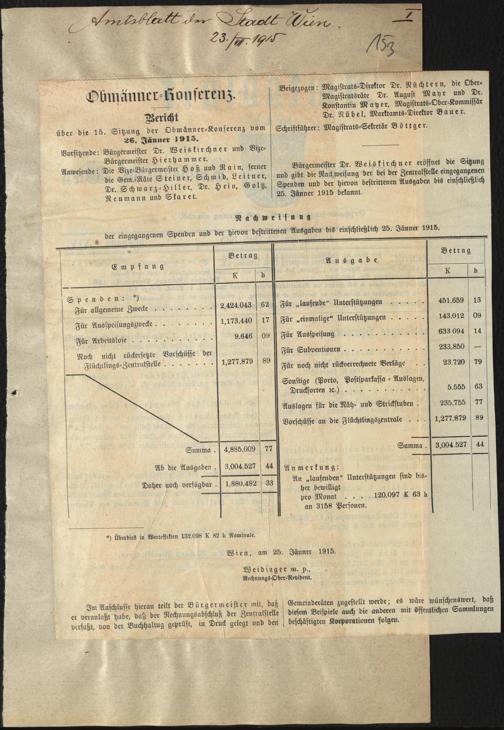 Amtsblatt der Stadt Wien.
I
23./II. 1915
153
Obmänner-Konferenz.
Bericht
über die 15. Sitzung der Obmänner-Konferenz vom
26. Jänner 1915.
Vorsitzende: Bürgermeister Dr. Weiskirchner und Vize-
Bürgermeister Hierhammer.
Anwesende: Die Vize-Bürgermeister Hoß und Rain, ferner
die Gem.-Räte Steiner, Schmid, Leitner,
Dr. Schwarz-Hiller, Dr. Hein, Goltz,
Neumann und Skaret.
Beigezogen: Magistrats-Direktor Dr. Nüchtern, die Ober-
Magistratsräte Dr. August Mayr und Dr.
Konstantin Mayer, Magistrats-Ober-Kommissär
Dr. Rübel, Marktamts-Direktor Bauer.
Schriftführer: Magistrats-Sekretär Böttger.
Bürgermeister Dr. Weiskirchner eröffnet die Sitzung
und gibt die Nachweisung der bei der Zentralstelle eingegangenen
Spenden und der hievon bestrittenen Ausgaben bis einschließlich
25. Jänner 1915 bekannt.
Nachweisung
der eingegangenen Spenden und der hievon bestrittenen Ausgaben bis einschließlich 25. Jänner 1915.
Empfang Betrag
K h
Spenden: *)
Für allgemeine Zwecke . . . . . . 2,424.043 62
Für Ausspeisungszwecke . . . . . . 1,173.440 17
Für Arbeitslose . . . . . . 9.646 09
Noch nicht rückersetzte Vorschüsse der
Flüchtlings-Zentralstelle . . . . . . 1,277.879 89
Summa . 4,885.009 77
Ab die Ausgaben . 3,004.527 44
Daher noch verfügbar . 1,880.482 33
Ausgabe Betrag
K h
Für „laufende" Unterstützungen . . . . 451.659 13
Für „einmalige" Unterstützungen . . . . 143.012 09
Für Ausspeisung . . . . . . 633 094 14
Für Subventionen . . . . . . 233,850 —
Für noch nicht rückverrechnete Verläge . . 23.720 79
Sonstige (Porto, Postsparkassa-Auslagen,
Drucksorten ꝛc.) . . . . . . 5.555 63
Auslagen für die Näh- und Strickstuben . 235,755 77
Vorschüsse an die Flüchtlingszentrale . . 1,277.879 89
Summa . 3,004.527 44
Anmerkung:
An „laufenden" Unterstützungen sind bis-
her bewilligt
pro Monat . . . . 120,097 K 63 h
an 3158 Personen.
*) Überdies in Wertefekten 132.098 K 82 h Nominale.
Wien, am 25. Jänner 1915.
Weidinger m. p.,
Rechnungs-Ober-Revident.
Im Anschlusse hieran teilt der Bürgermeister mit, daß
er veranlaßt habe, daß der Rechnungsabschluß der Zentralstelle
verfaßt, von der Buchhaltung geprüft, in Druck gelegt und den
Gemeinderäten zugestellt werde; es wäre wünschenswert, daß
diesem Beispiele auch die anderen mit öffentlichen Sammlungen
beschäftigten Korporationen folgen.